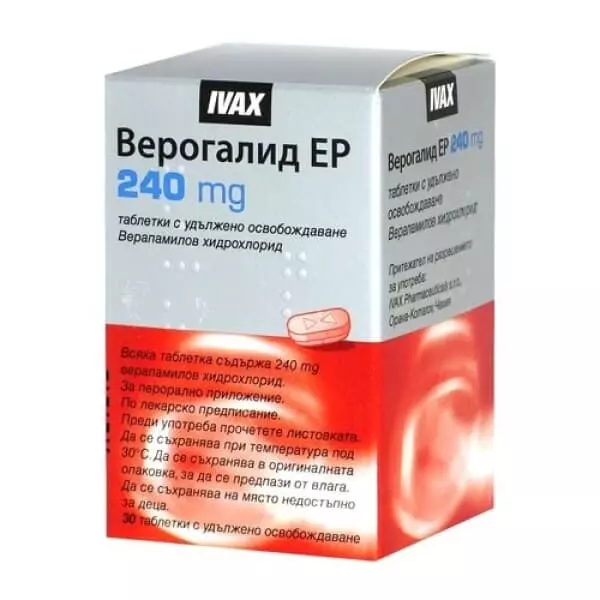 IVAX
Верогалид ЕР
240 mg
таблетки с удължено освобождаване
Верапамилов хидрохлорид
Всяка таблетка съдържа 240 mg
верапамилов хидрохлорид.
За перорално приложение.
По лекарско предписание.
Преди употреба прочетете листовката.
Да се съхранява при температура под
30°С. Да се съхранява в оригиналната
опаковка, за да се предпази от влага.
Да се съхранява на място недостъпно
за деца.
30 таблетки с удължено освобождаване
IVAX
Верогалид ЕР 240 mg
таблетки с удължено
освобождаване
Верапамилов хидрохлорид
Притежател на разрешението
за употреба:
IVAX Pharmaceuticals s.r.o.,
Опава-Комаров, Чехия